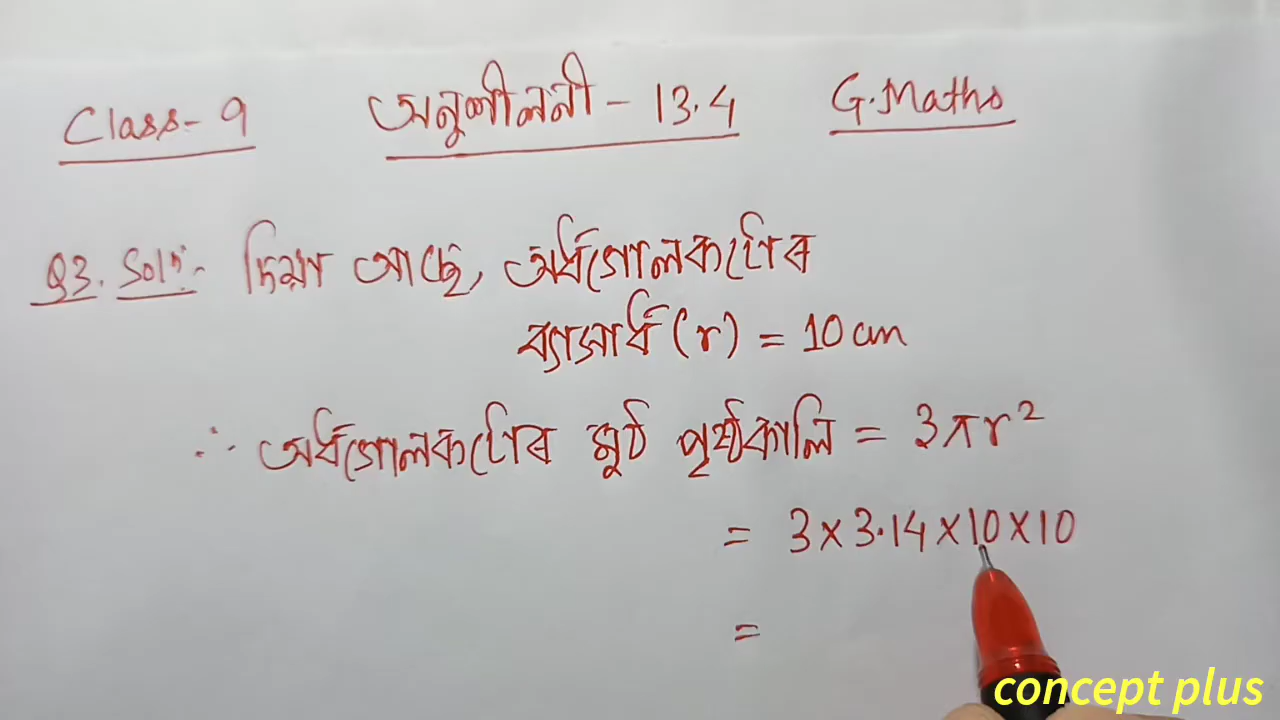 Class-9 অনুশীলনী-13.4 G.Maths
Q3. Solⁿ:- দিয়া আছে, অৰ্ধগোলকটোৰ
ব্যাসাৰ্ধ (r) = 10 cm
∴ অৰ্ধগোলকটোৰ মুঠ পৃষ্ঠকালি = 3πr²
= 3×3.14×10×10
=
concept plus